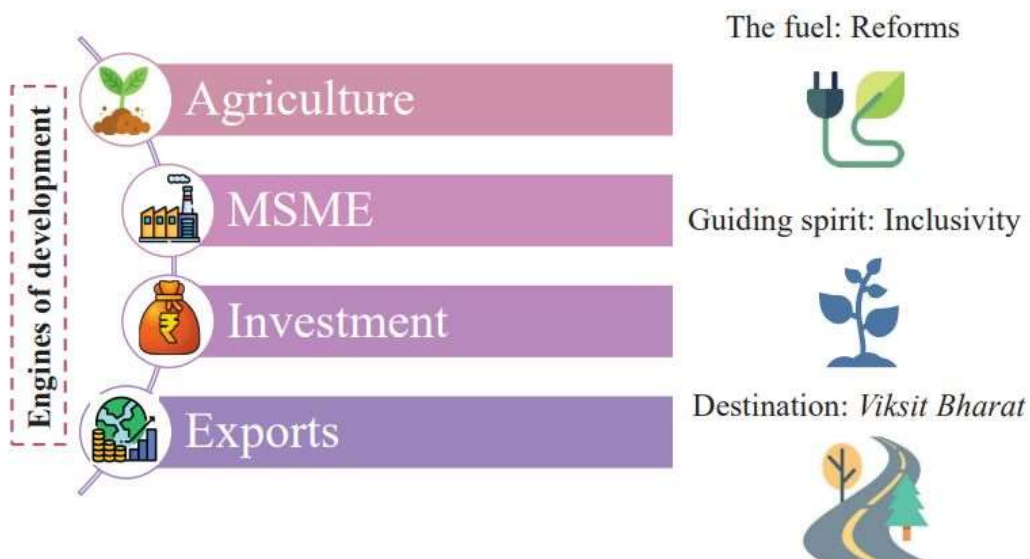 Engines of development
Agriculture
MSME
Investment
Exports
The fuel: Reforms
Guiding spirit: Inclusivity
Destination: Viksit Bharat